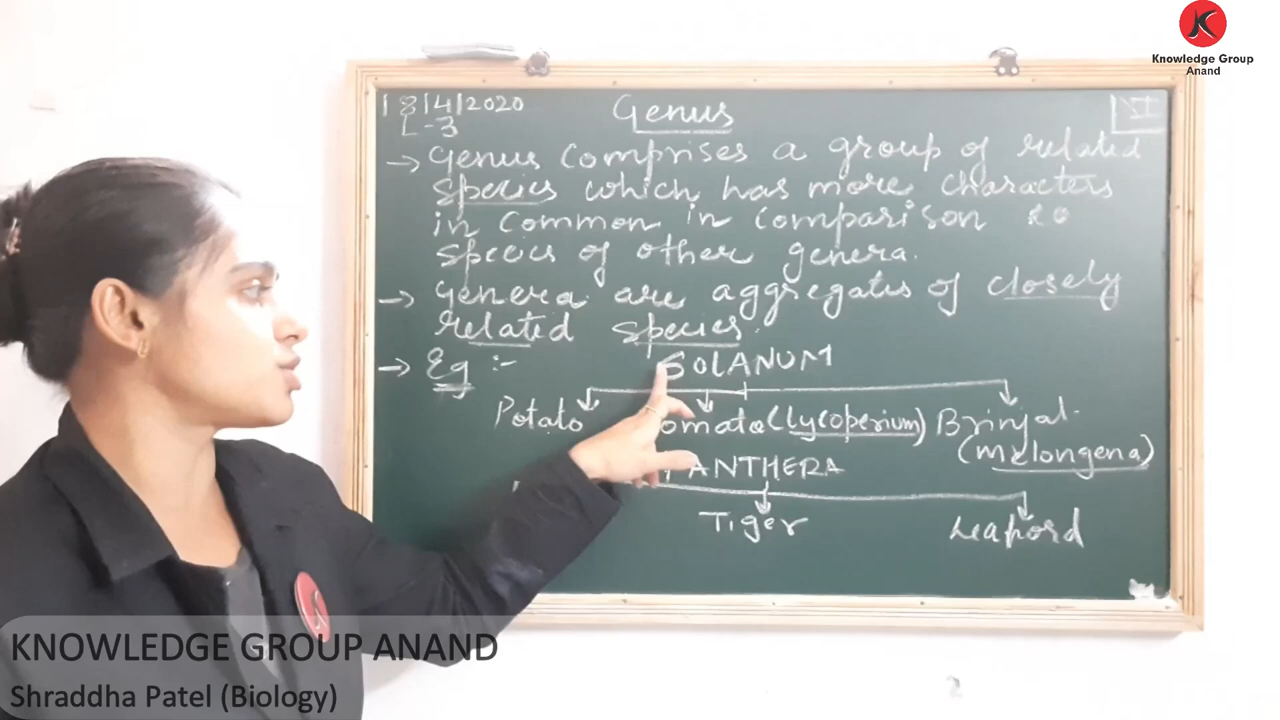 Knowledge Group
Anand
18/4/2020
L-3
Genus
XI
→ Genus comprises a group of related
species which has more characters
in common in comparison to
species of other genera.
→ Genera are aggregates of closely
related species.
→ Eg :- SOLANUM
Potato omato (lycoperium) Brinjal
(melongena)
ANTHERA
Tiger Leapord
KNOWLEDGE GROUP ANAND
Shraddha Patel (Biology)